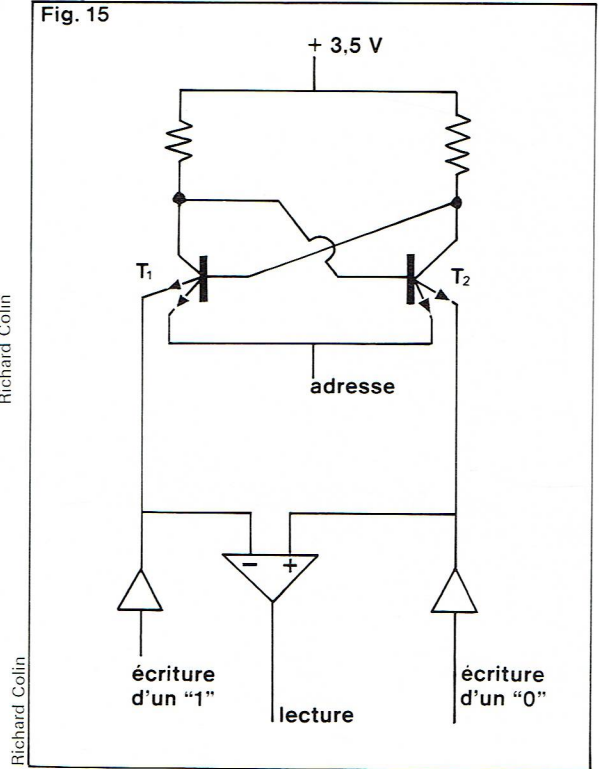 Fig. 15
+ 3,5 V
T1
T2
adresse
− +
écriture
d'un "1"
écriture
d'un "0"
lecture
Richard Colin
Richard Colin